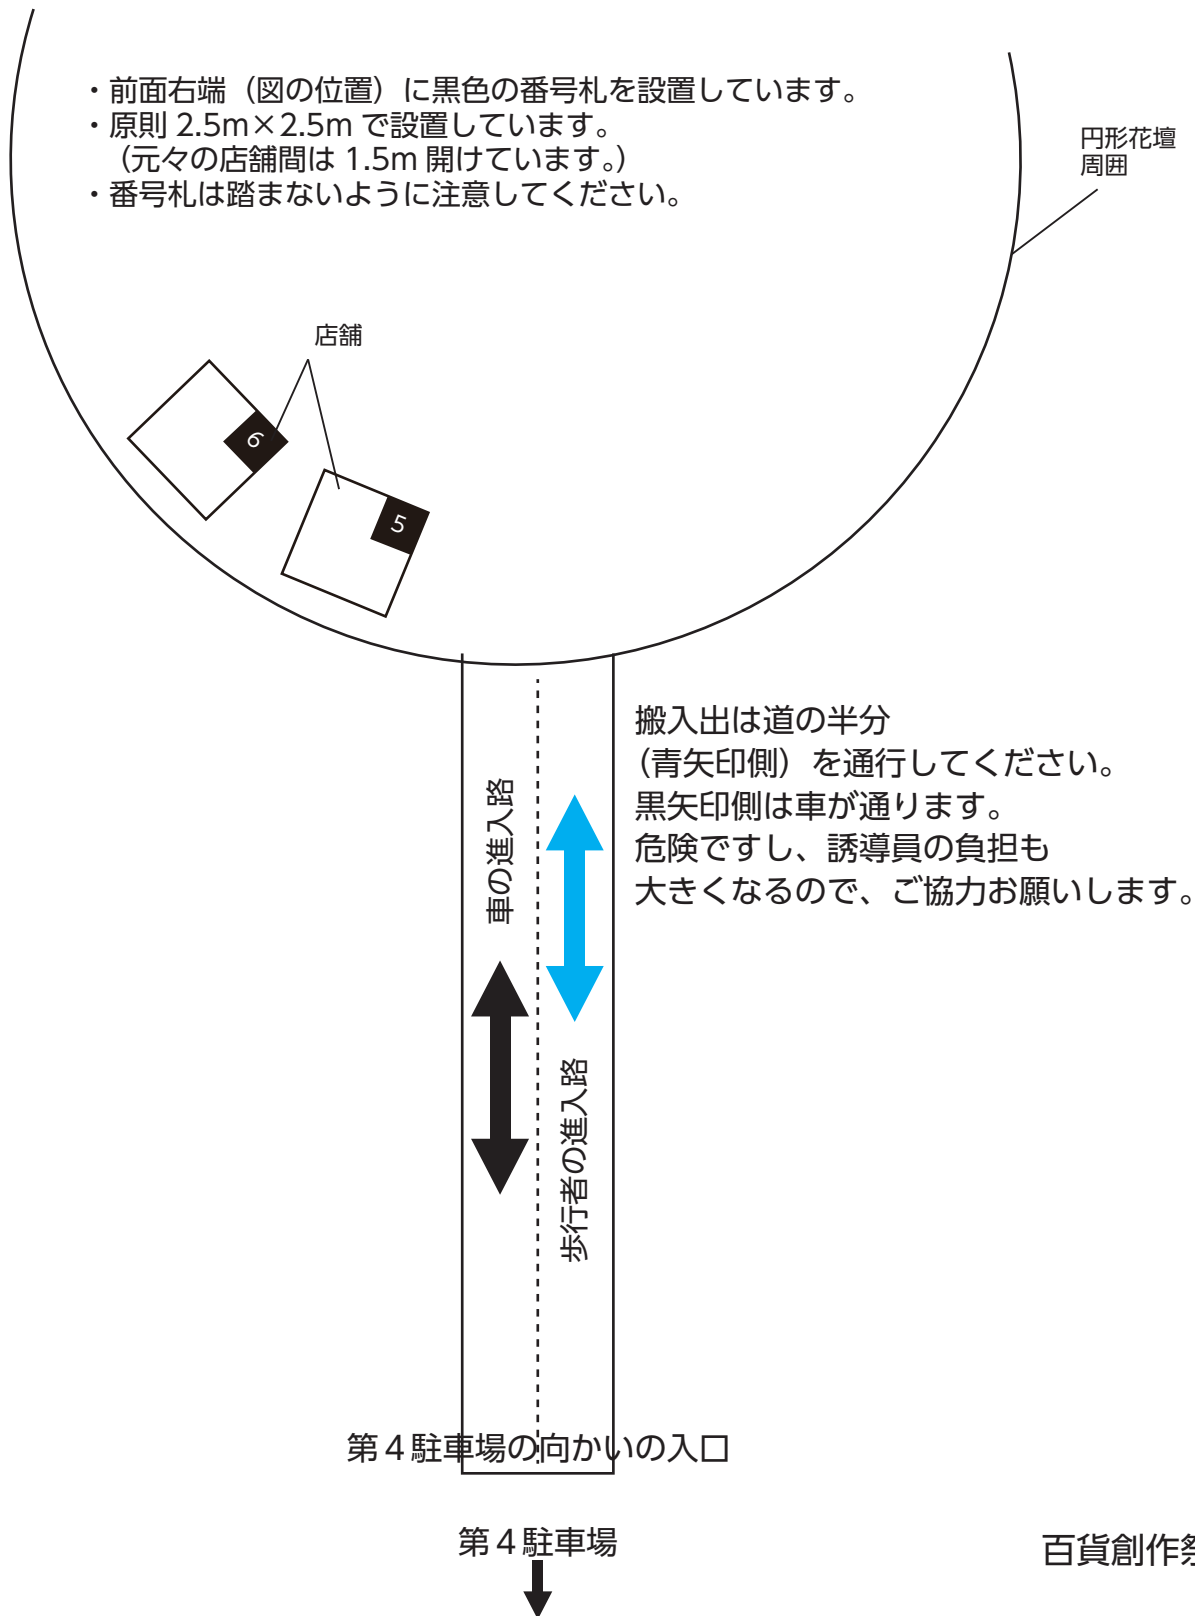 ・前面右端（図の位置）に黒色の番号札を設置しています。
・原則 2.5m×2.5m で設置しています。
（元々の店舗間は 1.5m 開けています。）
・番号札は踏まないように注意してください。
円形花壇
周囲
店舗
6
5
搬入出は道の半分
（青矢印側）を通行してください。
黒矢印側は車が通ります。
危険ですし、誘導員の負担も
大きくなるので、ご協力お願いします。
車の進入路
歩行者の進入路
第４駐車場の向かいの入口
第４駐車場
百貨創作祭